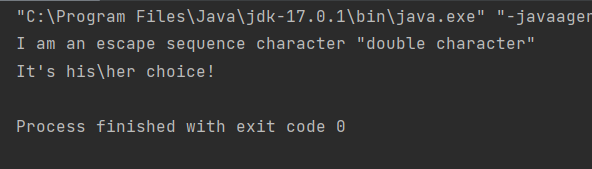 "C:\Program Files\Java\jdk-17.0.1\bin\java.exe" "-javaagen
I am an escape sequence character "double character"
It's his\her choice!
Process finished with exit code 0